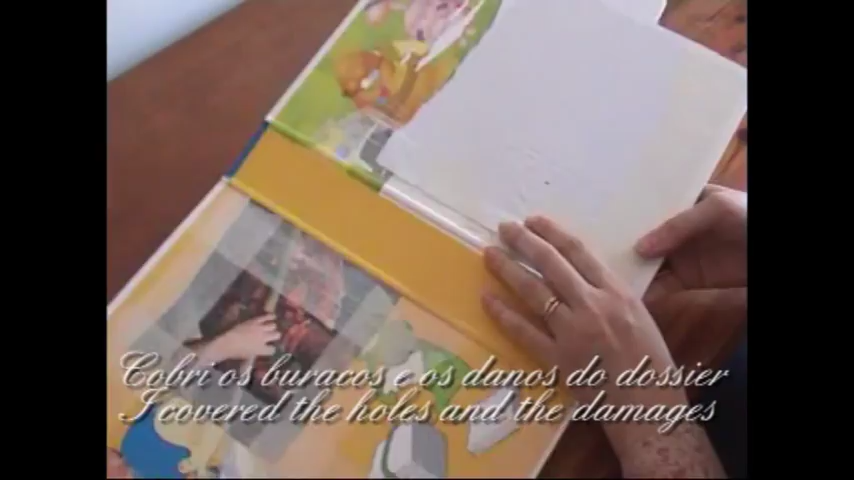 Cobri os buracos e os danos do dossier
I covered the holes and the damages